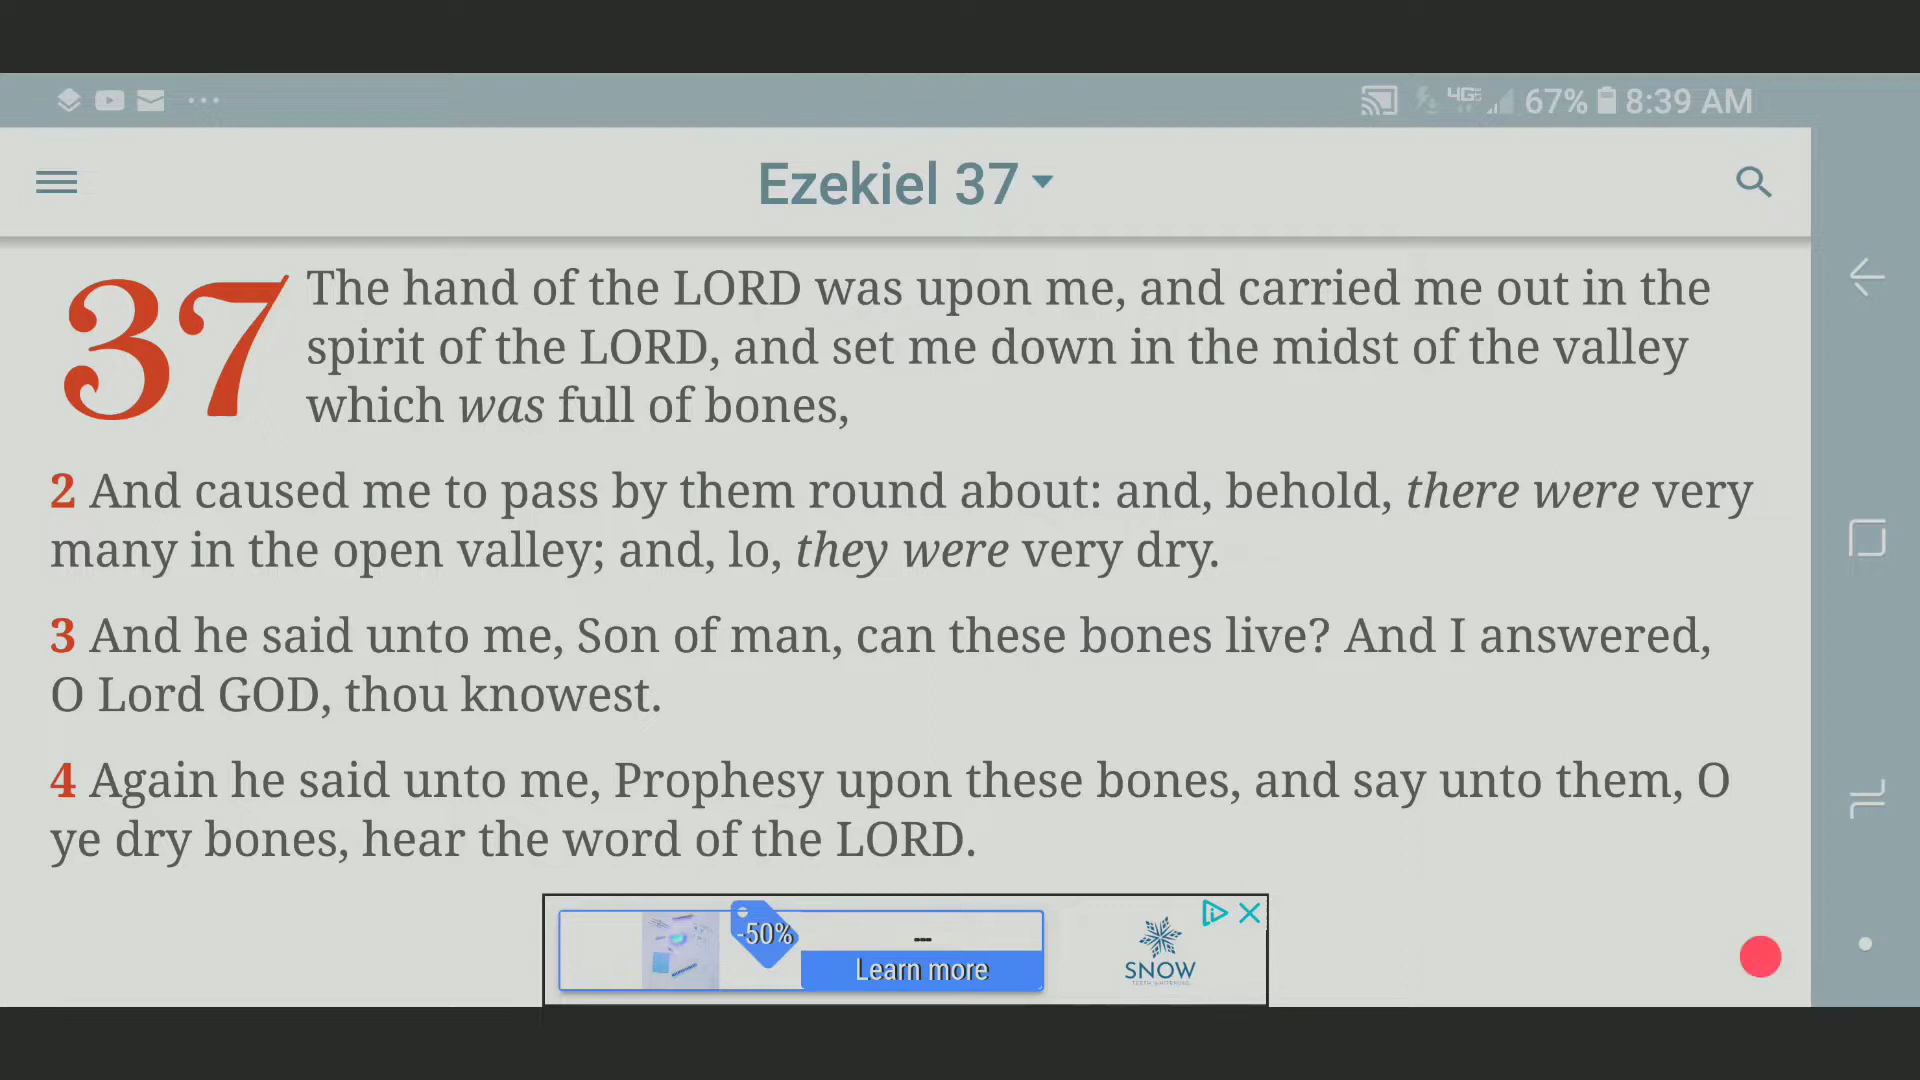 4G 67% 8:39 AM
Ezekiel 37
37 The hand of the LORD was upon me, and carried me out in the
spirit of the LORD, and set me down in the midst of the valley
which was full of bones,
2 And caused me to pass by them round about: and, behold, there were very
many in the open valley; and, lo, they were very dry.
3 And he said unto me, Son of man, can these bones live? And I answered,
O Lord GOD, thou knowest.
4 Again he said unto me, Prophesy upon these bones, and say unto them, O
ye dry bones, hear the word of the LORD.
-50%
---
Learn more
SNOW
TEETH WHITENING